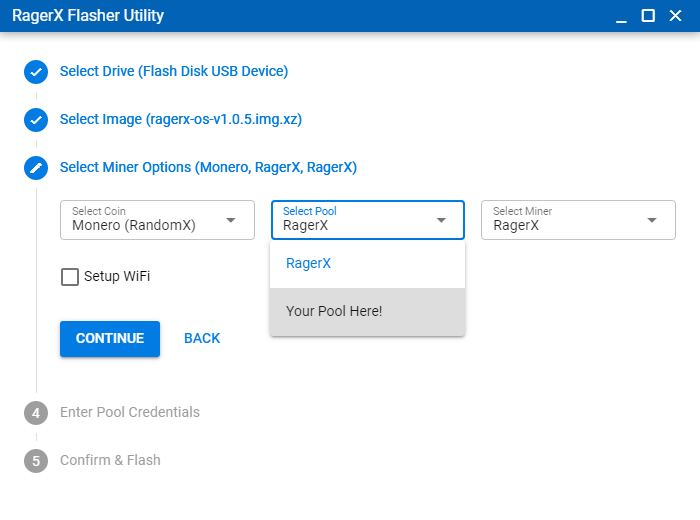 RagerX Flasher Utility
Select Drive (Flash Disk USB Device)
Select Image (ragerx-os-v1.0.5.img.xz)
Select Miner Options (Monero, RagerX, RagerX)
Select Coin
Monero (RandomX)
Select Pool
RagerX
Select Miner
RagerX
RagerX
Your Pool Here!
Setup WiFi
CONTINUE
BACK
4 Enter Pool Credentials
5 Confirm & Flash